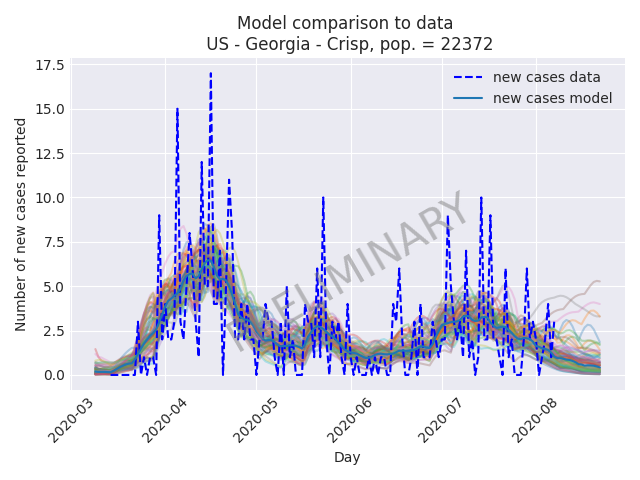 Model comparison to data
US - Georgia - Crisp, pop. = 22372
17.5
15.0
12.5
10.0
7.5
5.0
2.5
0.0
Number of new cases reported
new cases data
new cases model
PRELIMINARY
2020-03
2020-04
2020-05
2020-06
2020-07
2020-08
Day